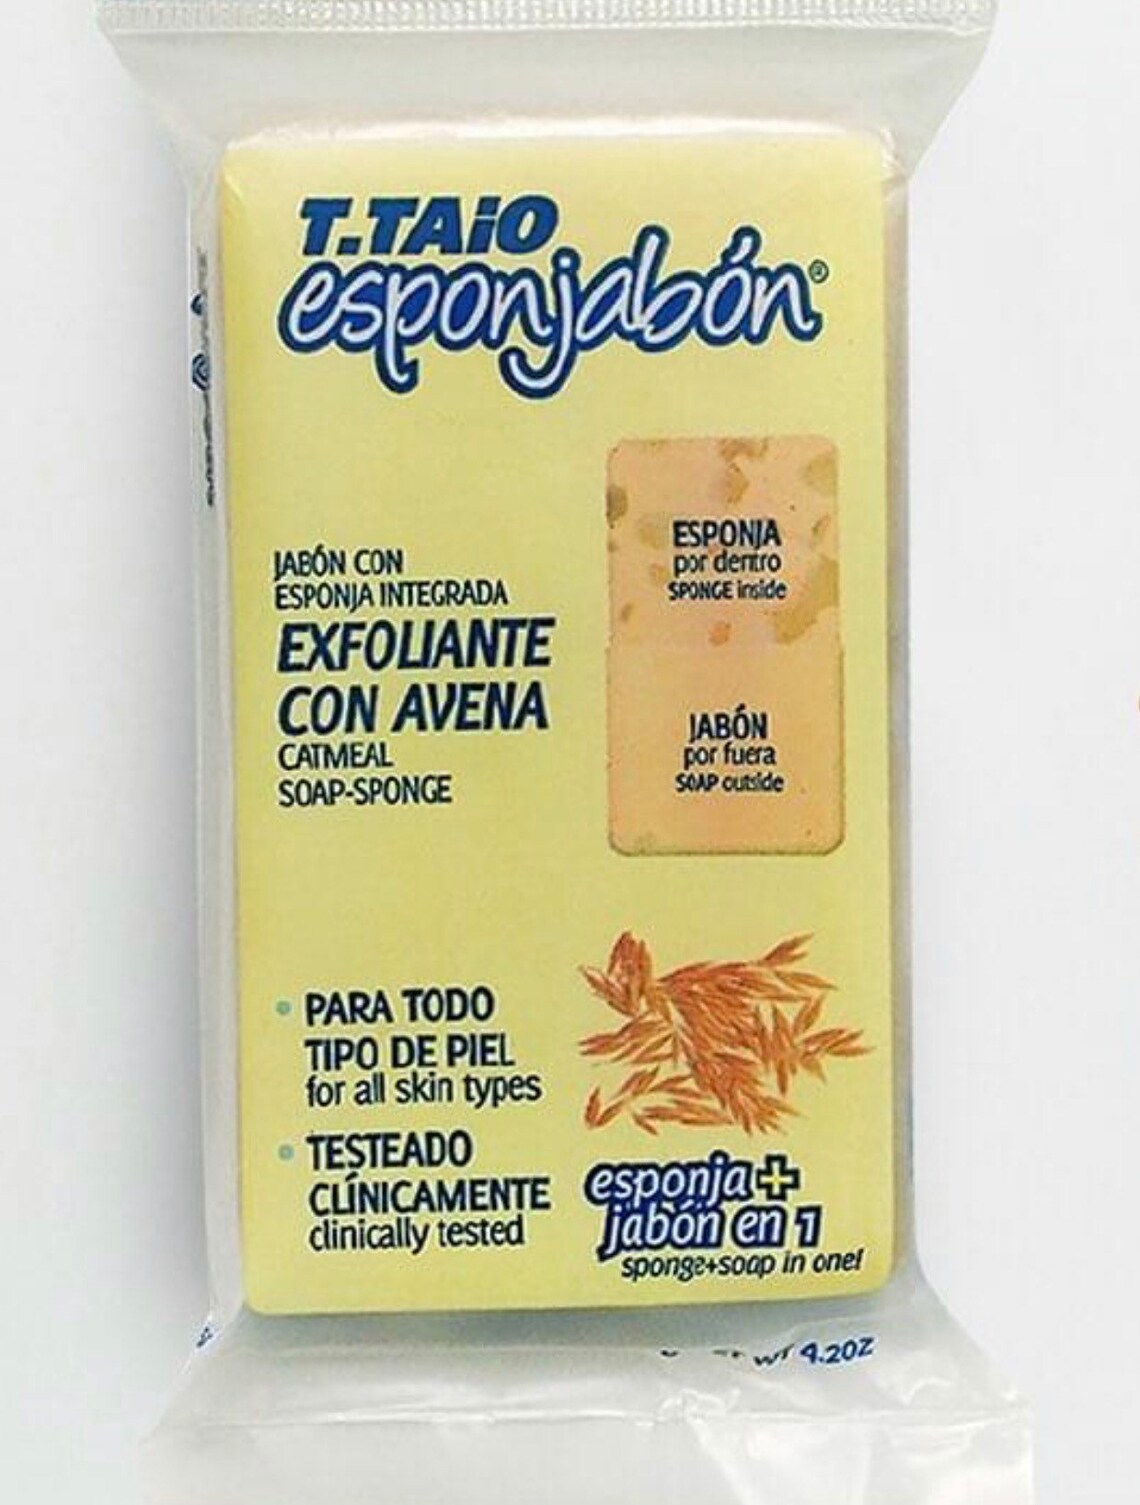 T.TAiO
esponjabón®
JABÓN CON
ESPONJA INTEGRADA
EXFOLIANTE
CON AVENA
OATMEAL
SOAP-SPONGE
ESPONJA
por dentro
SPONGE inside
JABÓN
por fuera
SOAP outside
• PARA TODO
TIPO DE PIEL
for all skin types
• TESTEADO
CLÍNICAMENTE
clinically tested
esponja+
jabón en 1
sponge+soap in one!
WT 4.2OZ